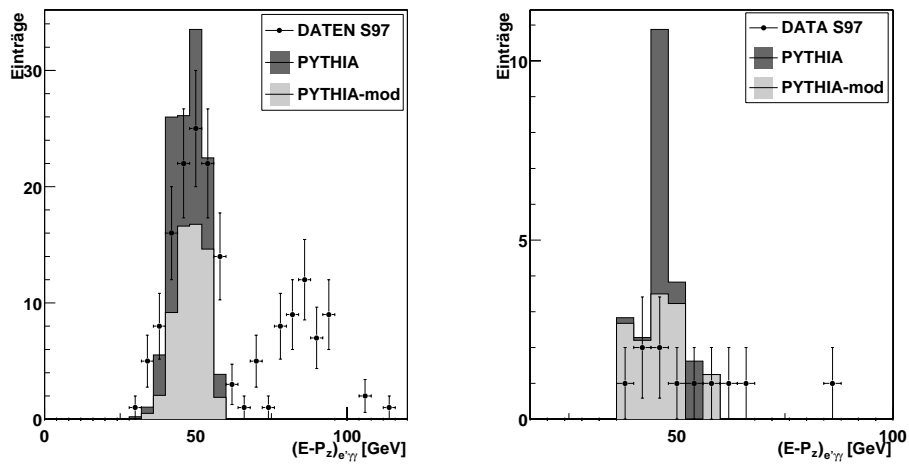 Einträge
DATEN S97
PYTHIA
PYTHIA-mod
30
20
10
0
0 50 100
(E-P_z)_e'γγ [GeV]
Einträge
DATA S97
PYTHIA
PYTHIA-mod
10
5
0
50 100
(E-P_z)_e'γγ [GeV]